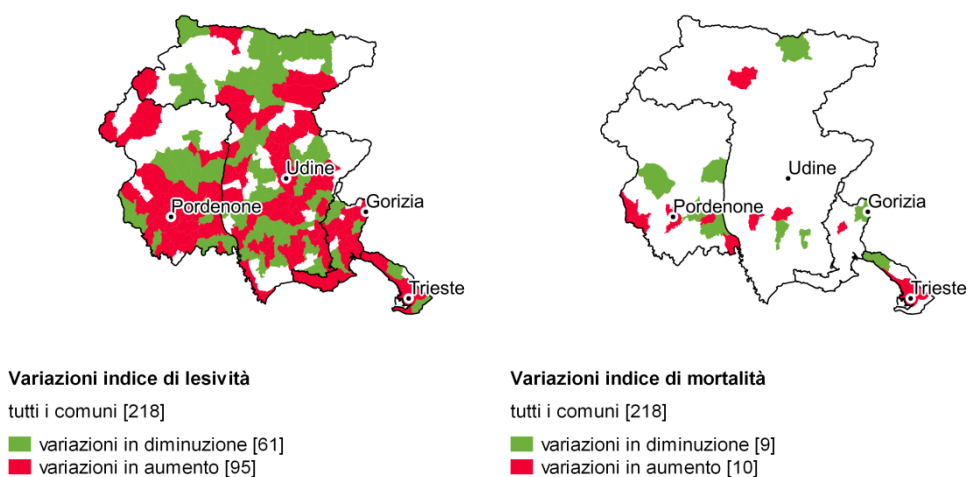 Udine
Pordenone
Gorizia
Trieste
Variazioni indice di lesività
tutti i comuni [218]
variazioni in diminuzione [61]
variazioni in aumento [95]
Udine
Pordenone
Gorizia
Trieste
Variazioni indice di mortalità
tutti i comuni [218]
variazioni in diminuzione [9]
variazioni in aumento [10]